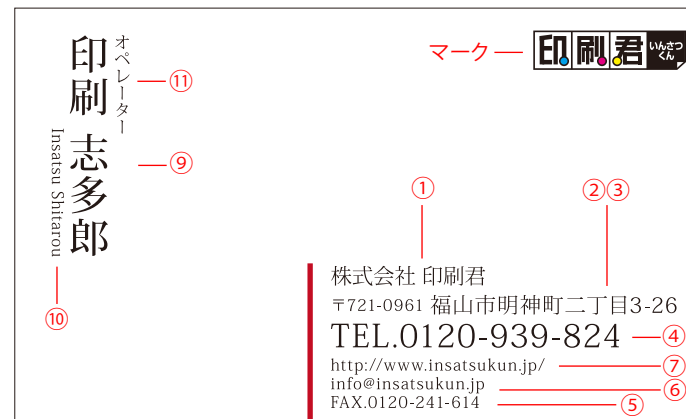 オペレーター
印刷 志多郎
Insatsu Shitarou
⑪
⑨
⑩
マーク
印刷君 いんさつくん
①
②③
株式会社 印刷君
〒721-0961 福山市明神町二丁目3-26
TEL.0120-939-824 ④
http://www.insatsukun.jp/ ⑦
info@insatsukun.jp ⑥
FAX.0120-241-614 ⑤